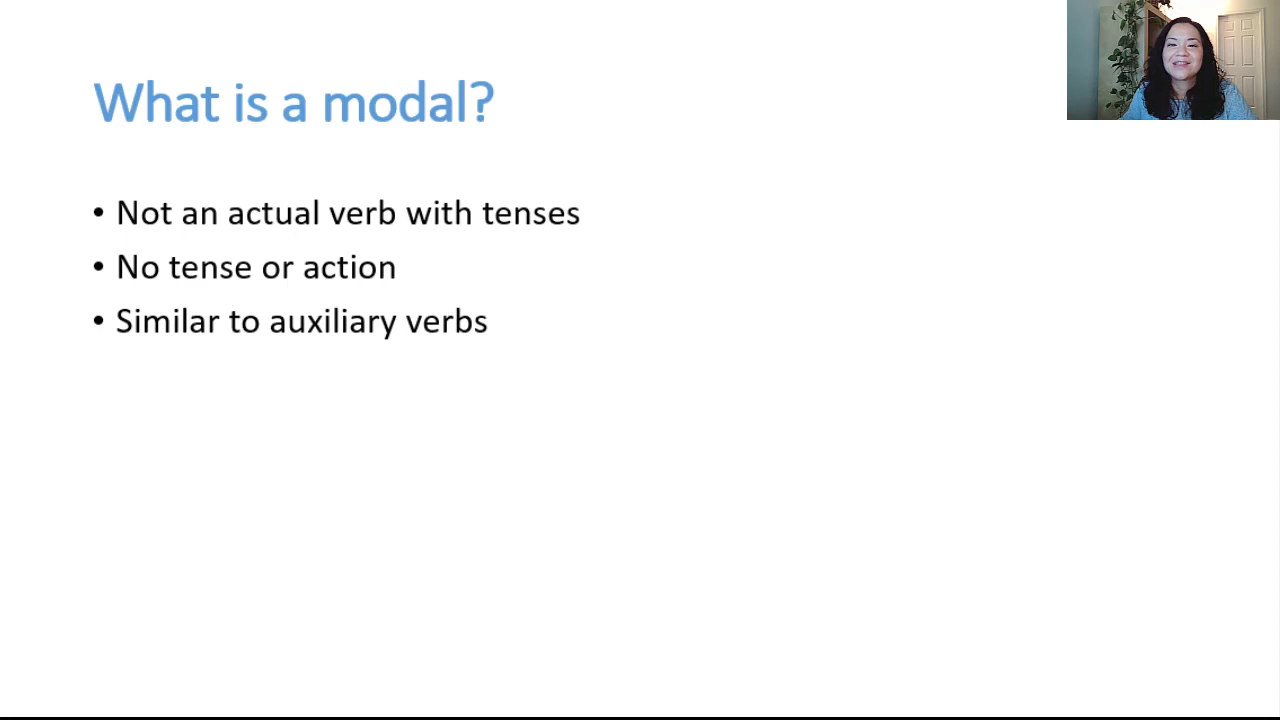 What is a modal?
• Not an actual verb with tenses
• No tense or action
• Similar to auxiliary verbs